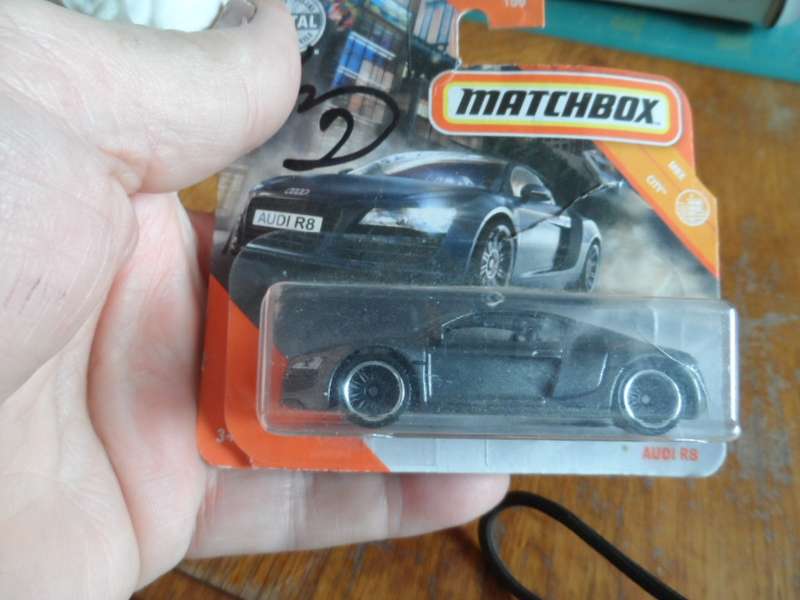 MATCHBOX
MBX
CITY
AUDI R8
AUDI R8